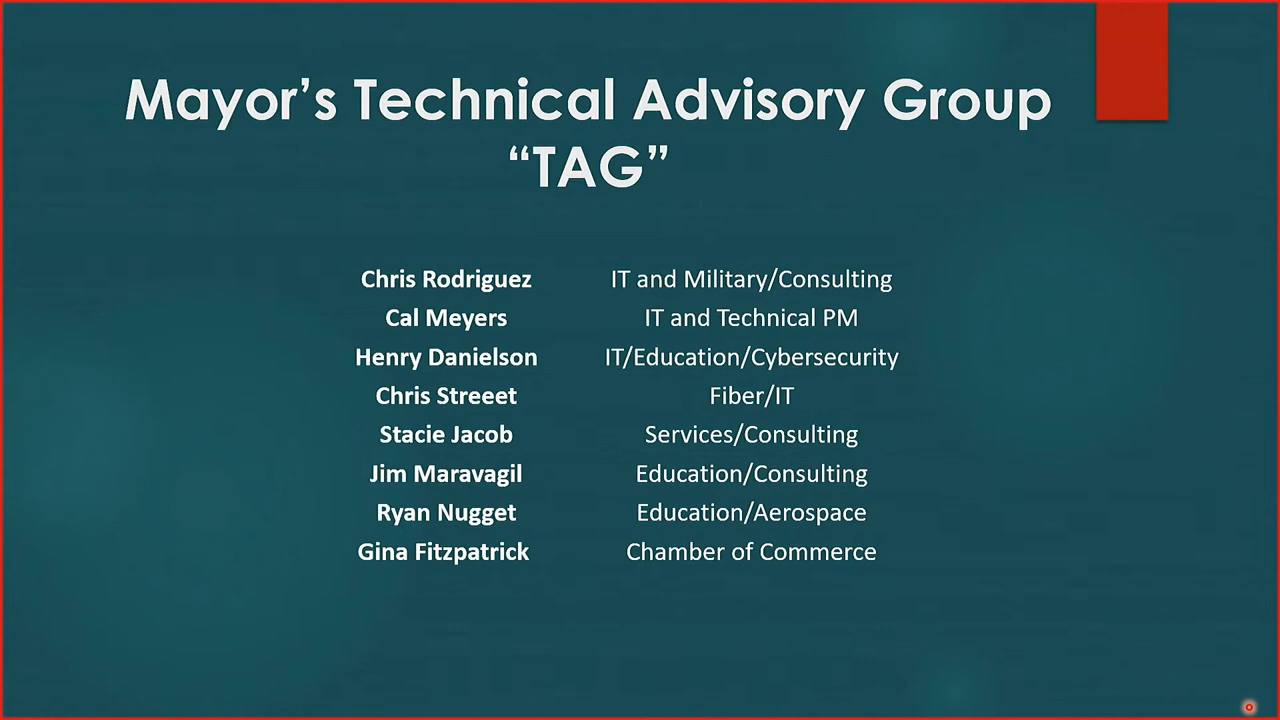 Mayor’s Technical Advisory Group
“TAG”
Chris Rodriguez IT and Military/Consulting
Cal Meyers IT and Technical PM
Henry Danielson IT/Education/Cybersecurity
Chris Streeet Fiber/IT
Stacie Jacob Services/Consulting
Jim Maravagil Education/Consulting
Ryan Nugget Education/Aerospace
Gina Fitzpatrick Chamber of Commerce